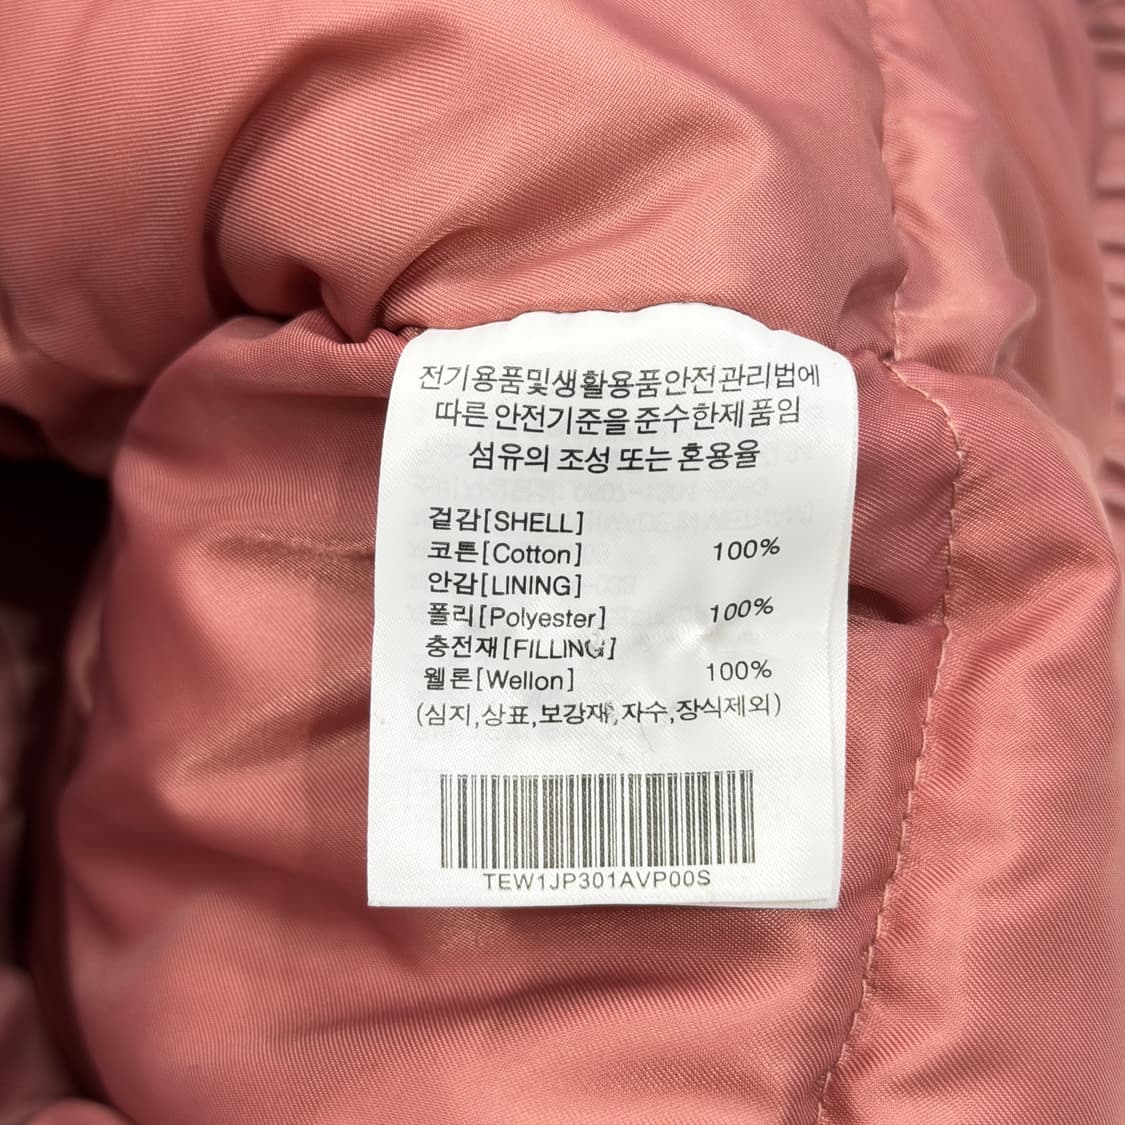 전기용품및생활용품안전관리법에
따른 안전기준을 준수한제품임
섬유의 조성 또는 혼용율
겉감[SHELL]
코튼[Cotton] 100%
안감[LINING]
폴리[Polyester] 100%
충전재[FILLING]
웰론[Wellon] 100%
(심지,상표,보강재,자수,장식제외)
TEW1JP301AVP00S